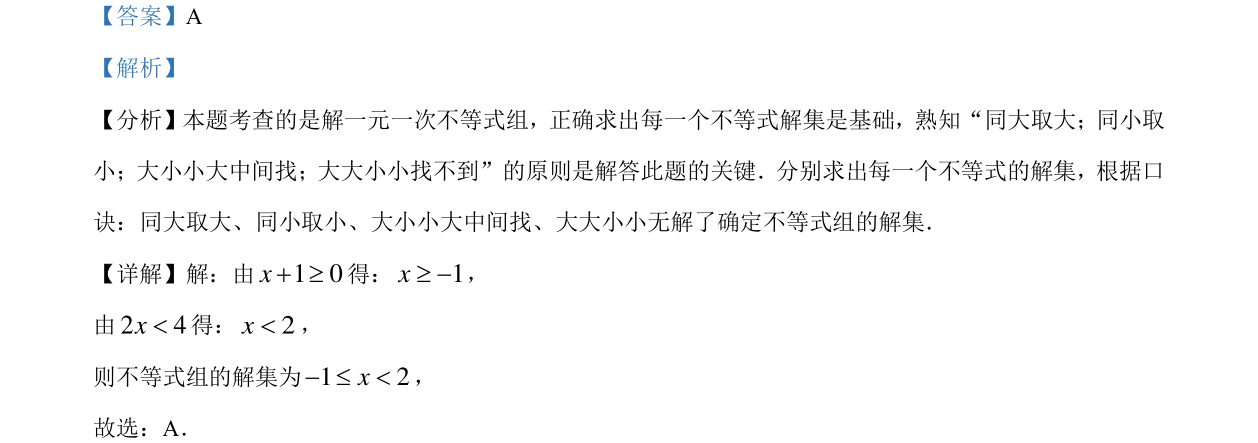 【答案】A
【解析】
【分析】本题考查的是解一元一次不等式组，正确求出每一个不等式解集是基础，熟知“同大取大；同小取
小；大小小大中间找；大大小小找不到”的原则是解答此题的关键．分别求出每一个不等式的解集，根据口
诀：同大取大、同小取小、大小小大中间找、大大小小无解了确定不等式组的解集．
【详解】解：由 x+1≥0 得：x≥−1，
由 2x<4 得：x<2，
则不等式组的解集为 −1≤x<2，
故选：A．